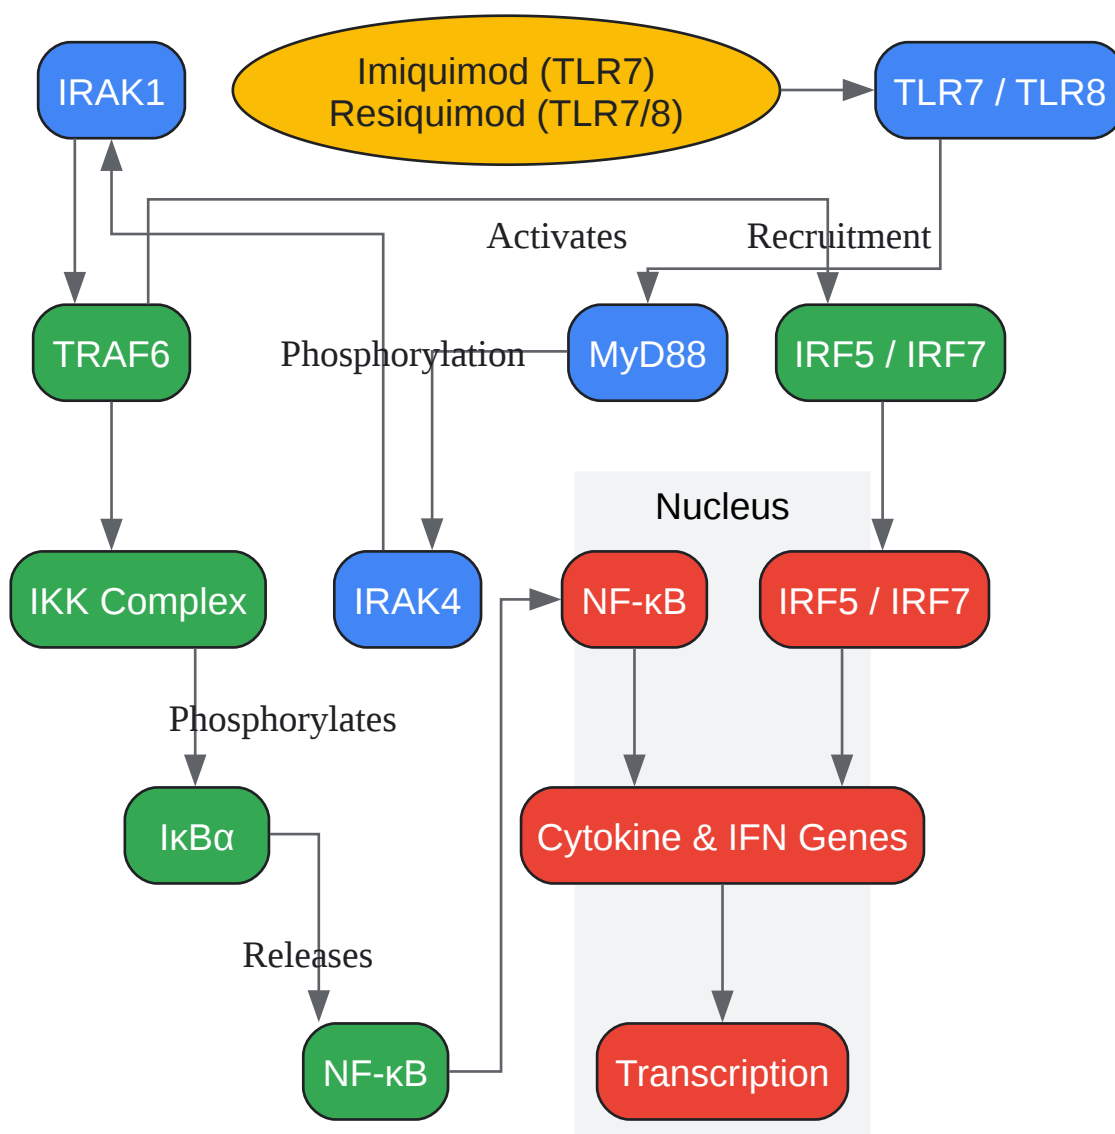 IRAK1
Imiquimod (TLR7)
Resiquimod (TLR7/8)
TLR7 / TLR8
Activates
Recruitment
TRAF6
Phosphorylation
MyD88
IRF5 / IRF7
Nucleus
IKK Complex
IRAK4
NF-κB
IRF5 / IRF7
Phosphorylates
IκBα
Cytokine & IFN Genes
Releases
NF-κB
Transcription